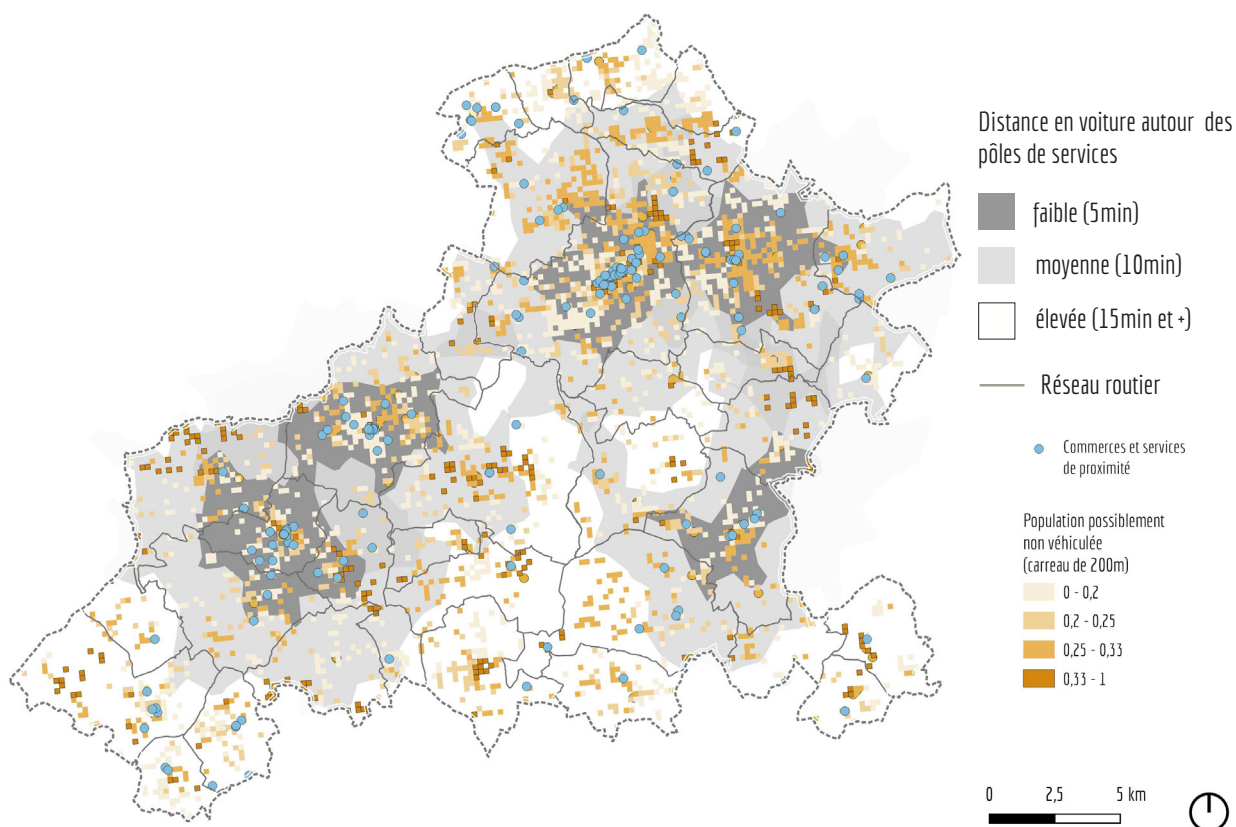 Distance en voiture autour des
pôles de services
faible (5min)
moyenne (10min)
élevée (15min et +)
Réseau routier
Commerces et services
de proximité
Population possiblement
non véhiculée
(carreau de 200m)
0 - 0,2
0,2 - 0,25
0,25 - 0,33
0,33 - 1
0 2,5 5 km